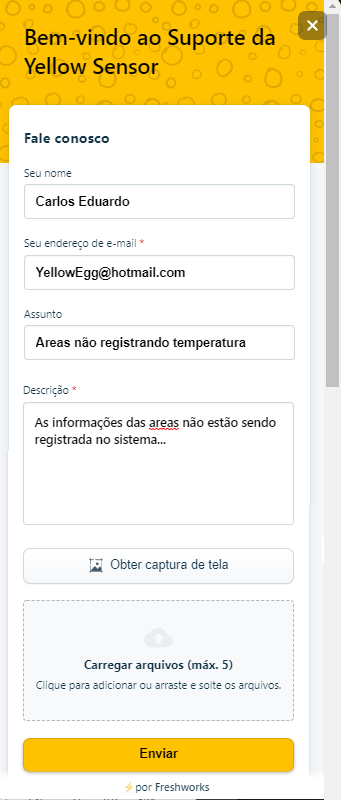 Bem-vindo ao Suporte da
Yellow Sensor
Fale conosco
Seu nome
Carlos Eduardo
Seu endereço de e-mail *
YellowEgg@hotmail.com
Assunto
Areas não registrando temperatura
Descrição *
As informações das areas não estão sendo
registrada no sistema...
Obter captura de tela
Carregar arquivos (máx. 5)
Clique para adicionar ou arraste e solte os arquivos.
Enviar
por Freshworks